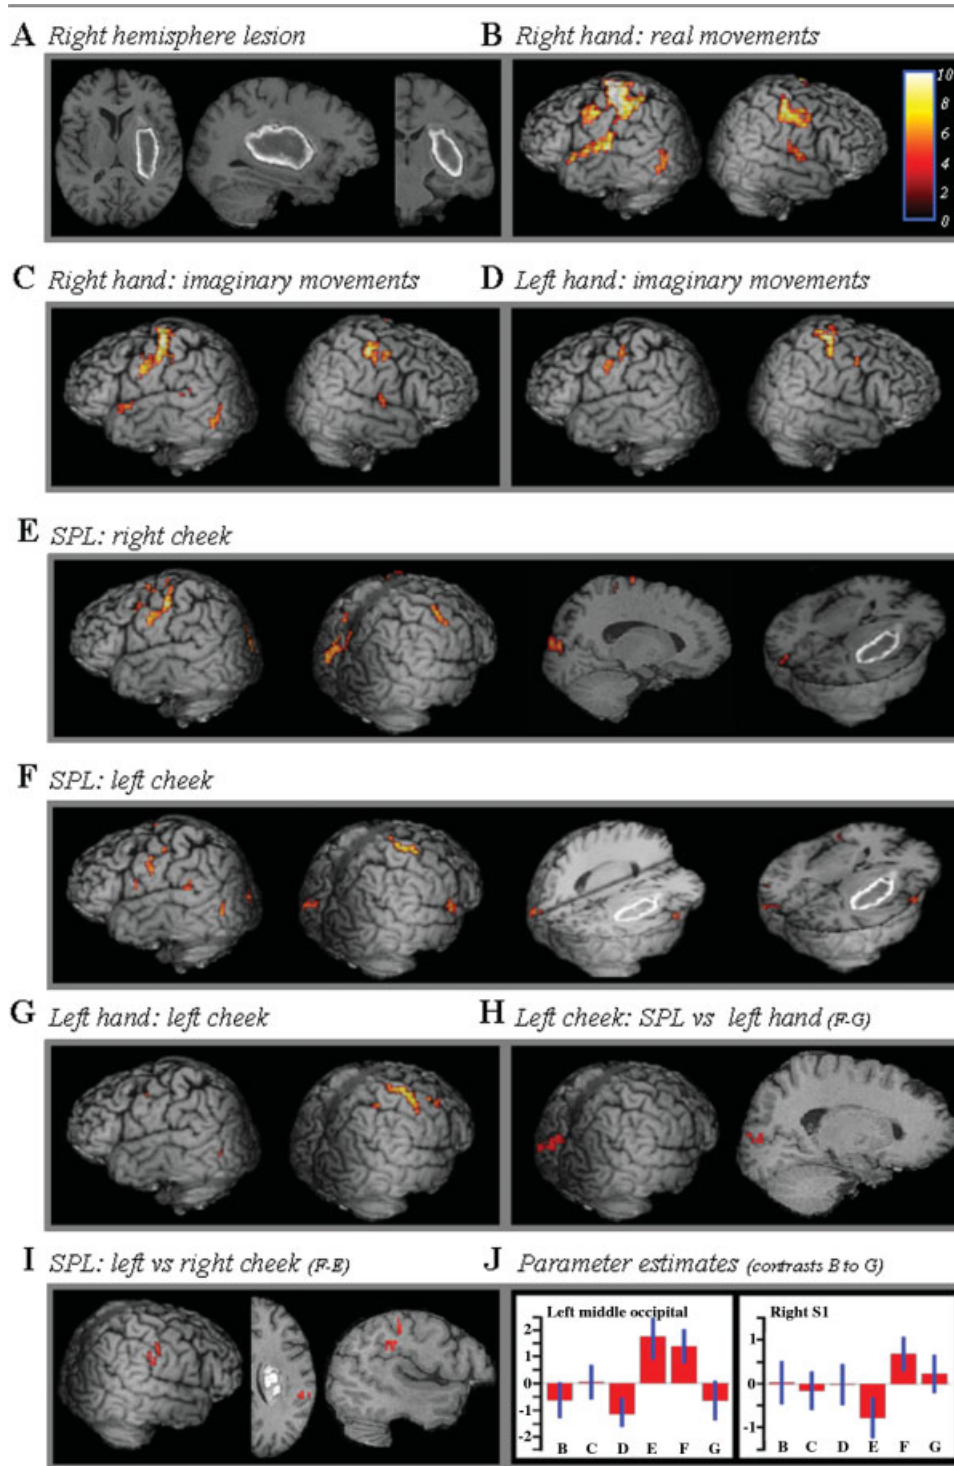 A Right hemisphere lesion
B Right hand: real movements
10
8
6
4
2
0
C Right hand: imaginary movements
D Left hand: imaginary movements
E SPL: right cheek
F SPL: left cheek
G Left hand: left cheek
H Left cheek: SPL vs left hand (F-G)
I SPL: left vs right cheek (F-E)
J Parameter estimates (contrasts B to G)
Left middle occipital
2
1
0
-1
-2
B C D E F G
Right S1
1
0
-1
B C D E F G